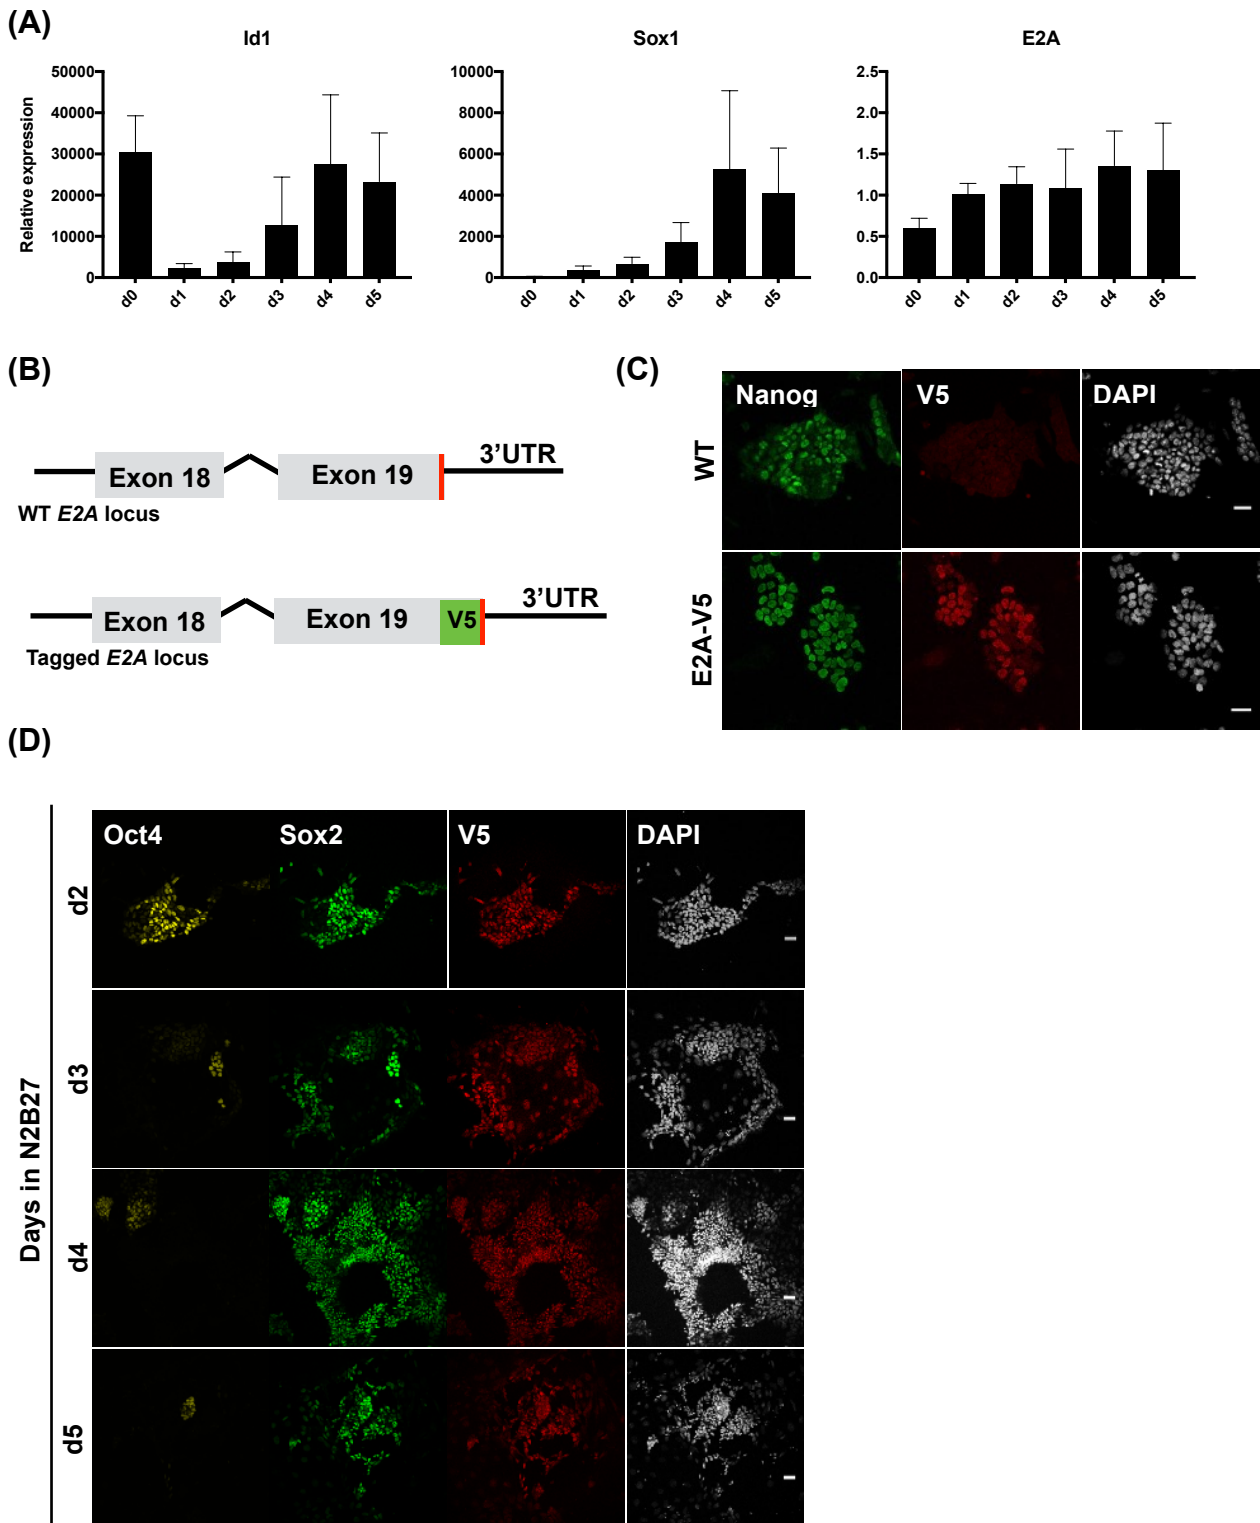 (A)
Id1
Sox1
E2A
Relative expression
50000
40000
30000
20000
10000
0
d0 d1 d2 d3 d4 d5
10000
8000
6000
4000
2000
0
d0 d1 d2 d3 d4 d5
2.5
2.0
1.5
1.0
0.5
0.0
d0 d1 d2 d3 d4 d5
(B)
Exon 18 Exon 19 3'UTR
WT E2A locus
Exon 18 Exon 19 V5 3'UTR
Tagged E2A locus
(C)
Nanog V5 DAPI
WT
E2A-V5
(D)
Oct4 Sox2 V5 DAPI
Days in N2B27
d2
d3
d4
d5